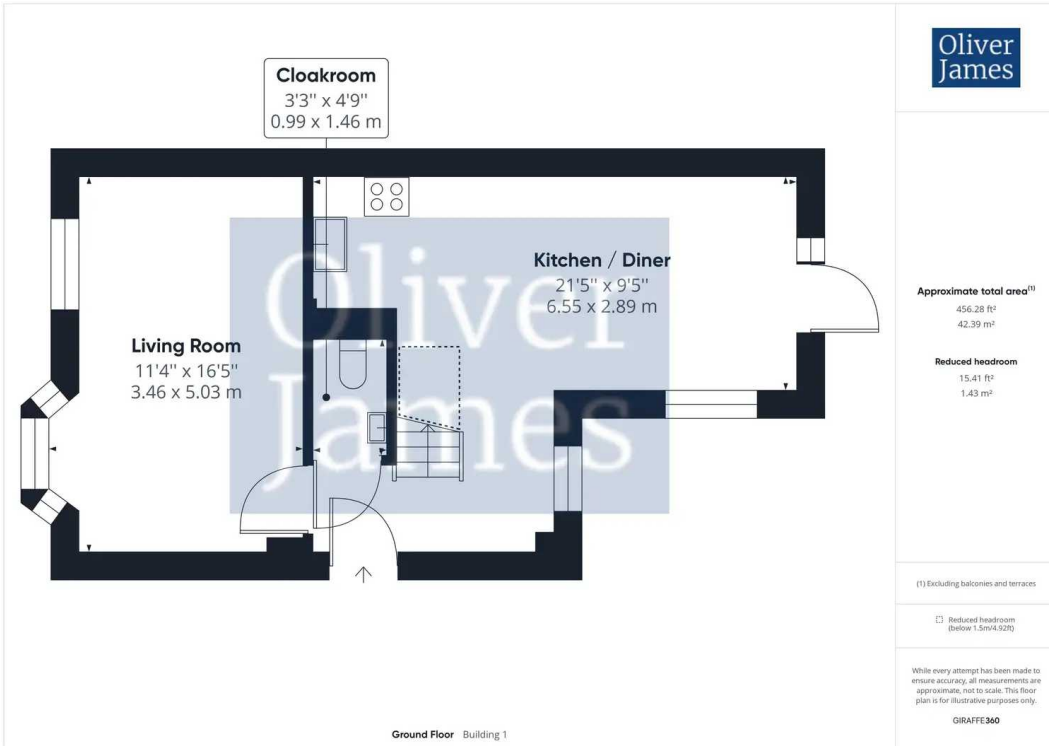 Cloakroom
3'3'' x 4'9''
0.99 x 1.46 m
Oliver
James
Living Room
11'4'' x 16'5''
3.46 x 5.03 m
Kitchen / Diner
21'5'' x 9'5''
6.55 x 2.89 m
Oliver
James
Ground Floor Building 1
Approximate total area(1)
456.28 ft²
42.39 m²
Reduced headroom
15.41 ft²
1.43 m²
(1) Excluding balconies and terraces
Reduced headroom
(below 1.5m/4.92ft)
While every attempt has been made to
ensure accuracy, all measurements are
approximate, not to scale. This floor
plan is for illustrative purposes only.
GIRAFFE360